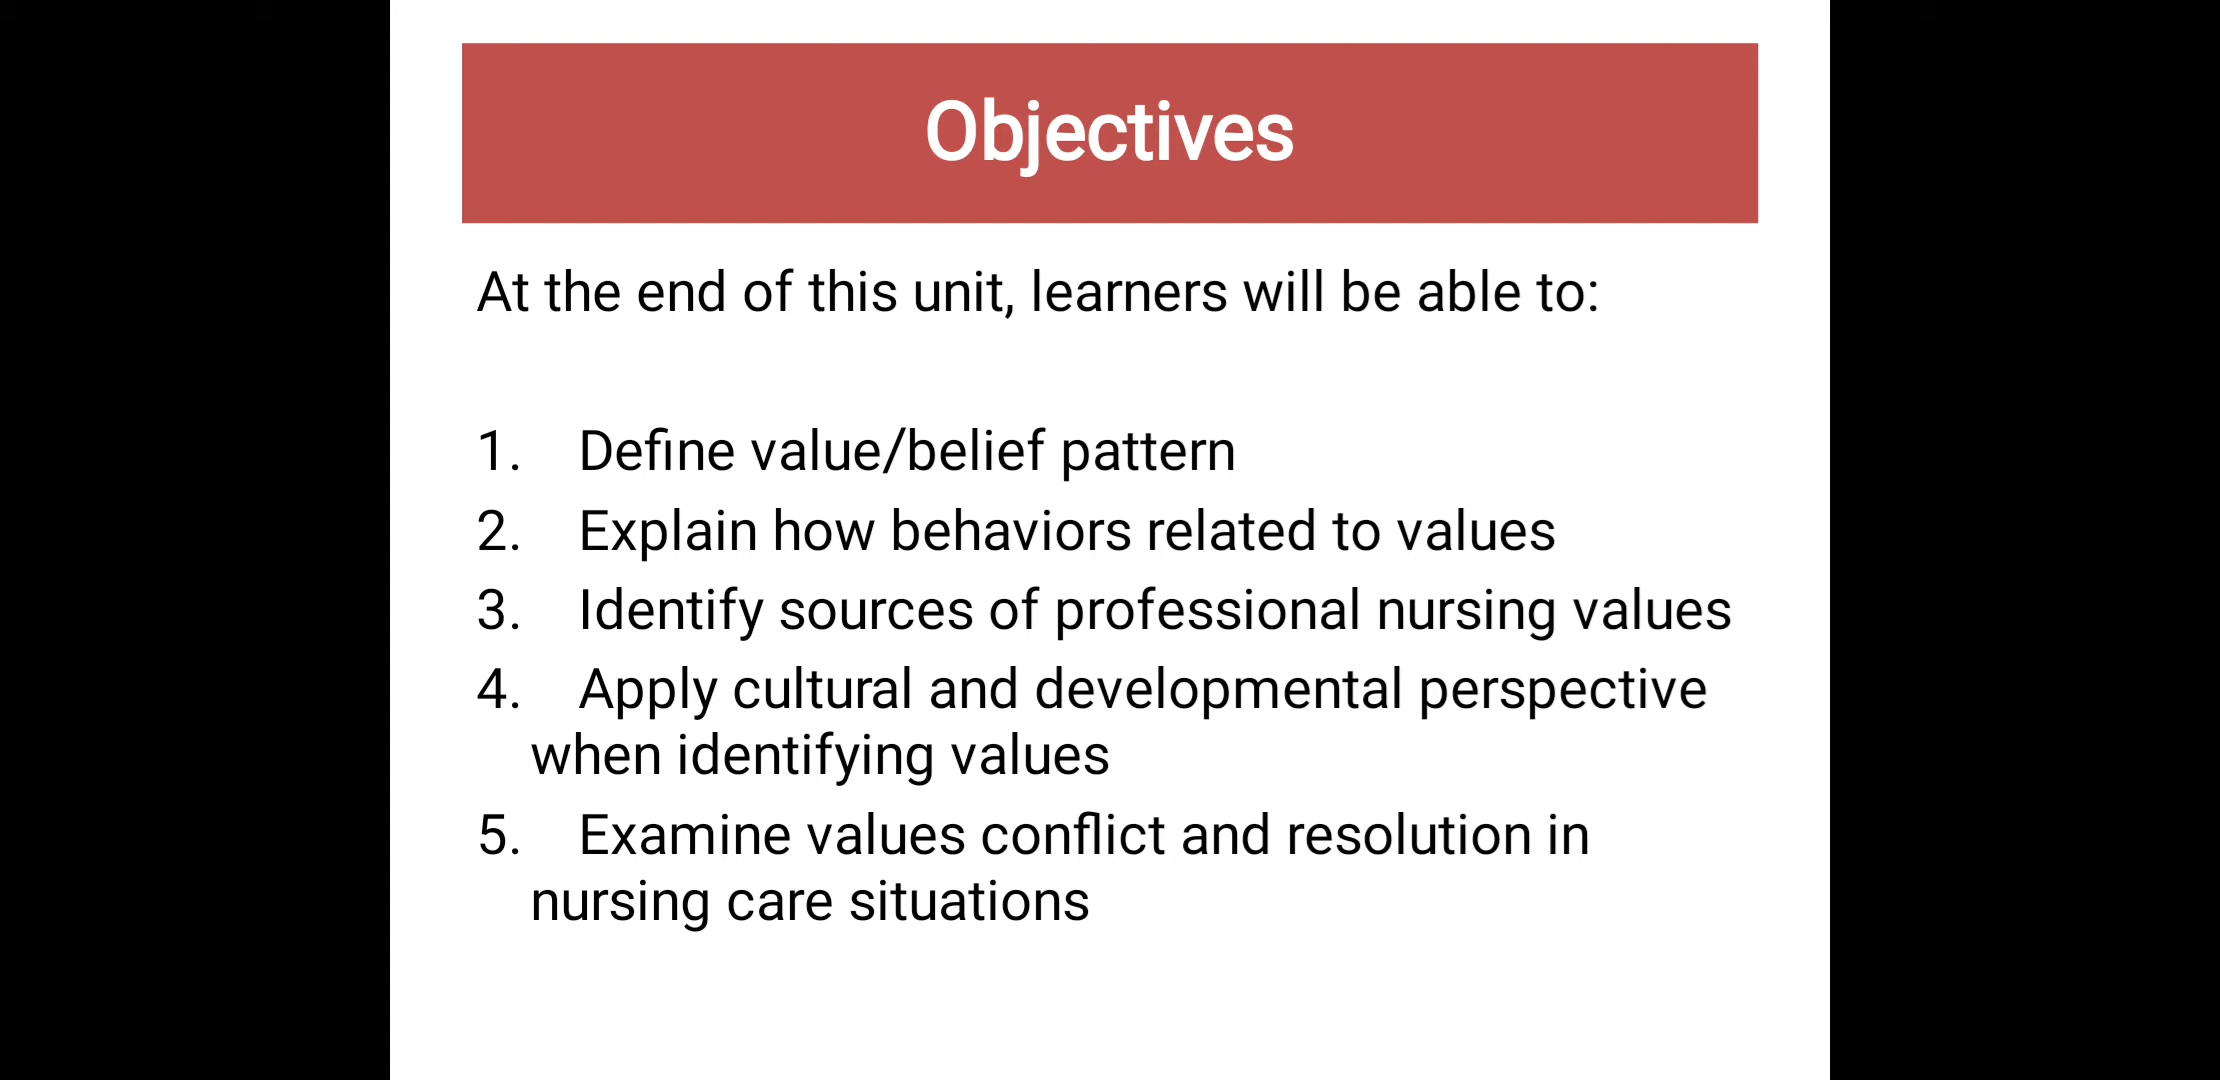 Objectives
At the end of this unit, learners will be able to:
1. Define value/belief pattern
2. Explain how behaviors related to values
3. Identify sources of professional nursing values
4. Apply cultural and developmental perspective
when identifying values
5. Examine values conflict and resolution in
nursing care situations